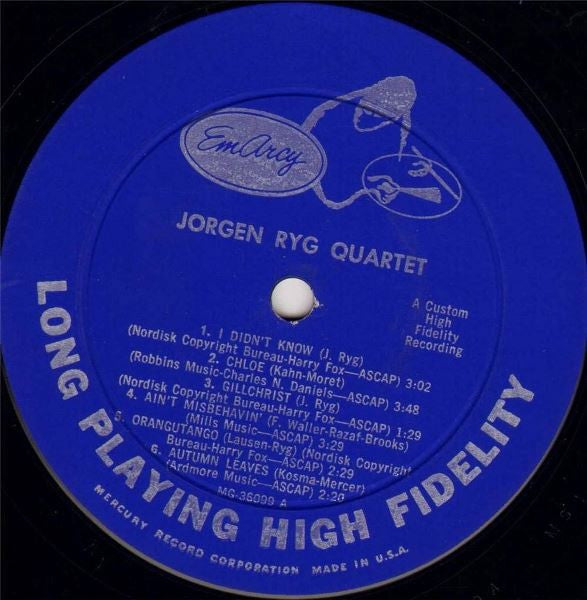 EmArcy
JORGEN RYG QUARTET
A Custom
High
Fidelity
Recording
1. I DIDN'T KNOW (J. Ryg)
(Nordisk Copyright Bureau-Harry Fox—ASCAP) 3:02
2. CHLOE (Kahn-Moret)
(Robbins Music-Charles N. Daniels—ASCAP) 3:48
3. GILLCHRIST (J. Ryg)
(Nordisk Copyright Bureau-Harry Fox—ASCAP) 1:29
4. AIN'T MISBEHAVIN' (F. Waller-Razaf-Brooks)
(Mills Music—ASCAP) 3:29
5. ORANGUTANGO (Lausen-Ryg) (Nordisk Copyright
Bureau-Harry Fox—ASCAP) 2:29
6. AUTUMN LEAVES (Kosma-Mercer)
(Ardmore Music—ASCAP) 2:20
MG-36099 A
LONG PLAYING HIGH FIDELITY
MERCURY RECORD CORPORATION MADE IN U.S.A.